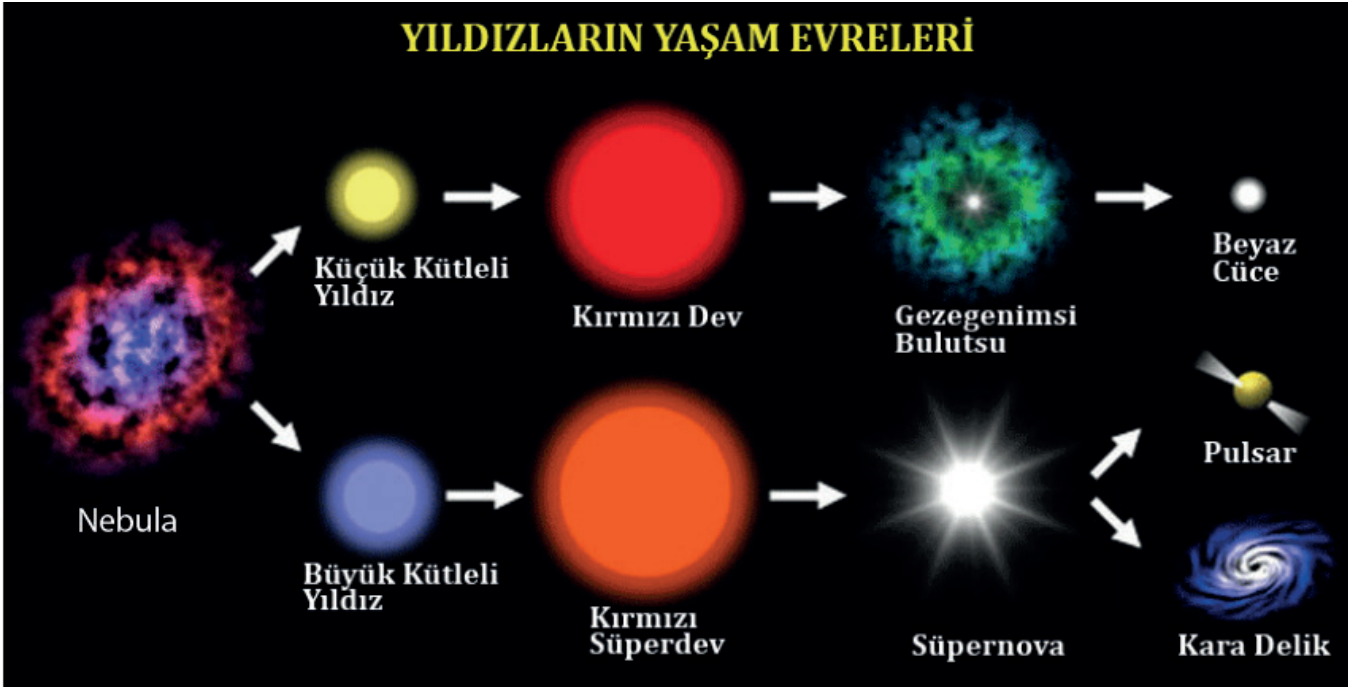 YILDIZLARIN YAŞAM EVRELERİ
Küçük Kütleli
Yıldız
Kırmızı Dev
Gezegenimsi
Bulutsu
Beyaz
Cüce
Nebula
Büyük Kütleli
Yıldız
Kırmızı
Süperdev
Süpernova
Pulsar
Kara Delik